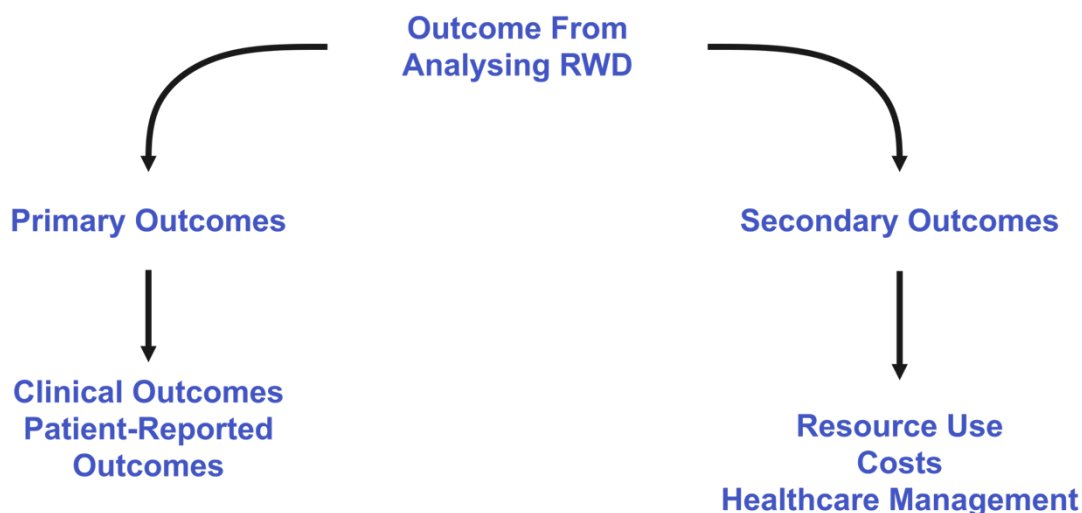 Outcome From
Analysing RWD
Primary Outcomes
Secondary Outcomes
Clinical Outcomes
Patient-Reported
Outcomes
Resource Use
Costs
Healthcare Management